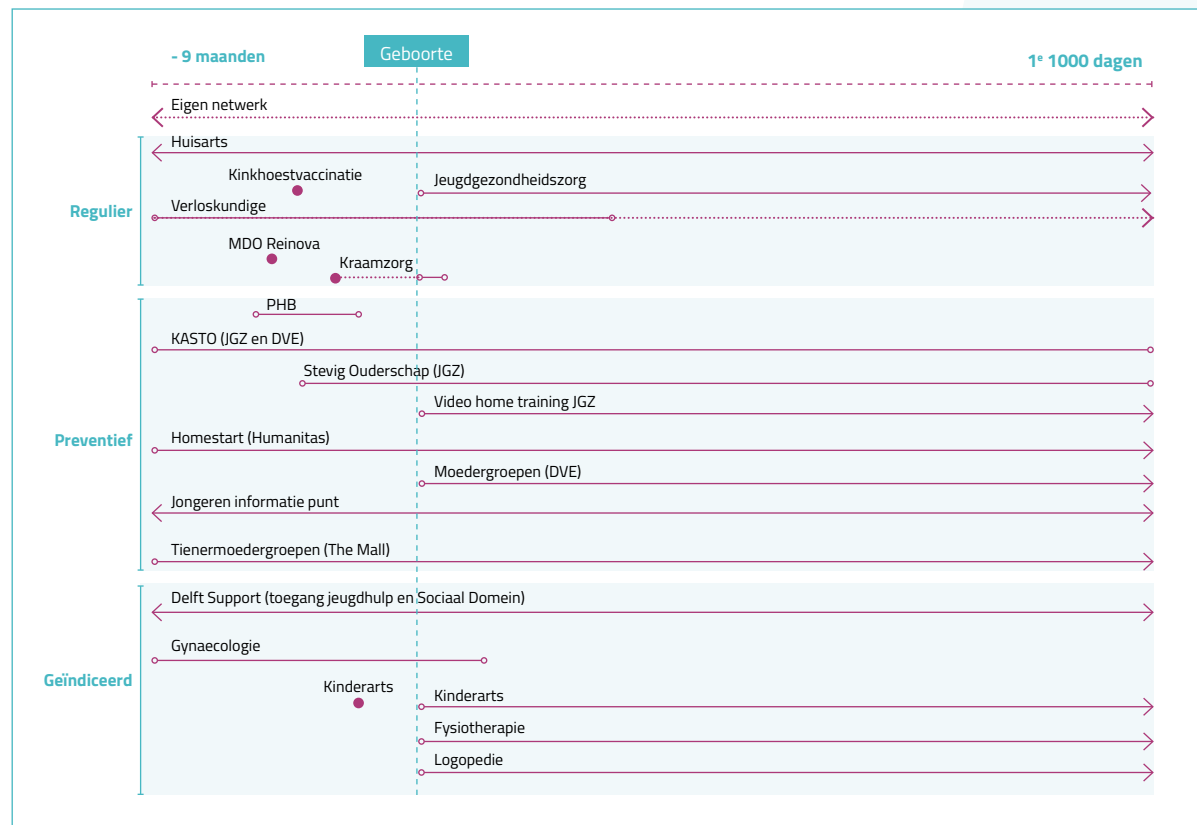 - 9 maanden
Geboorte
1e 1000 dagen
Eigen netwerk
Regulier
Huisarts
Kinkhoestvaccinatie
Jeugdgezondheidszorg
Verloskundige
MDO Reinova
Kraamzorg
Preventief
PHB
KASTO (JGZ en DVE)
Stevig Ouderschap (JGZ)
Video home training JGZ
Homestart (Humanitas)
Moedergroepen (DVE)
Jongeren informatie punt
Tienermoedergroepen (The Mall)
Geïndiceerd
Delft Support (toegang jeugdhulp en Sociaal Domein)
Gynaecologie
Kinderarts
Kinderarts
Fysiotherapie
Logopedie